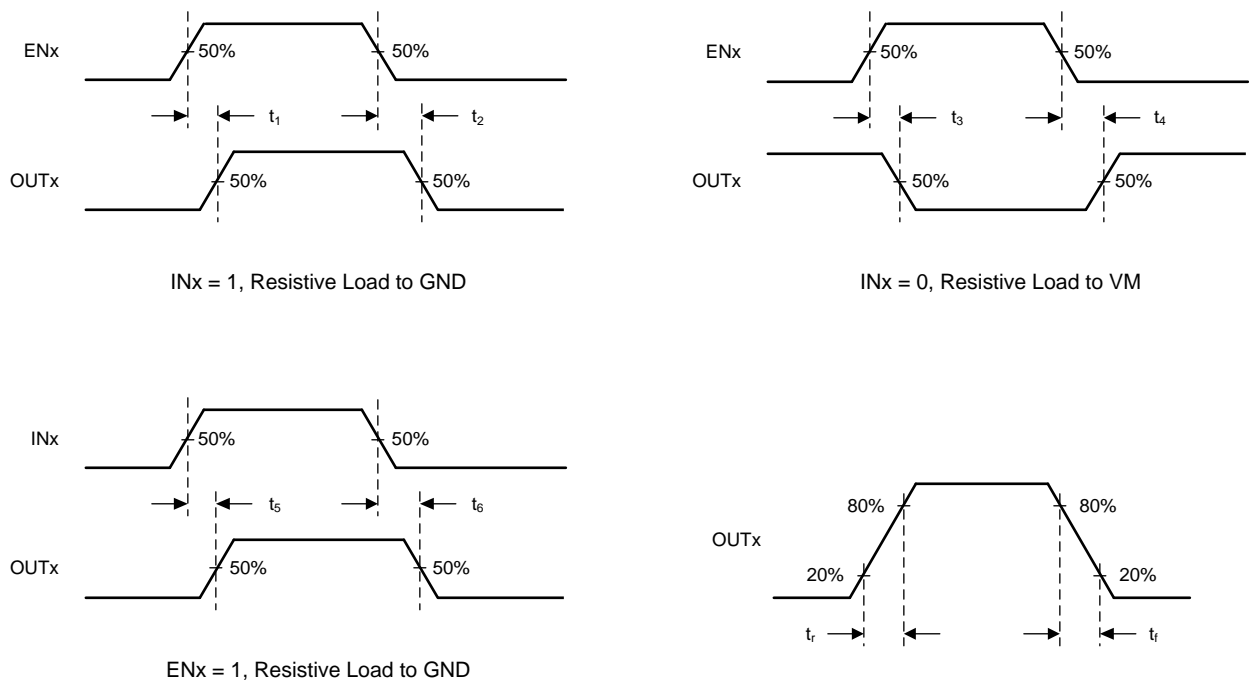 ENx
50%
50%
t1
t2
OUTx
50%
50%
INx = 1, Resistive Load to GND
ENx
50%
50%
t3
t4
OUTx
50%
50%
INx = 0, Resistive Load to VM
INx
50%
50%
t5
t6
OUTx
50%
50%
ENx = 1, Resistive Load to GND
80%
80%
OUTx
20%
20%
tr
tf